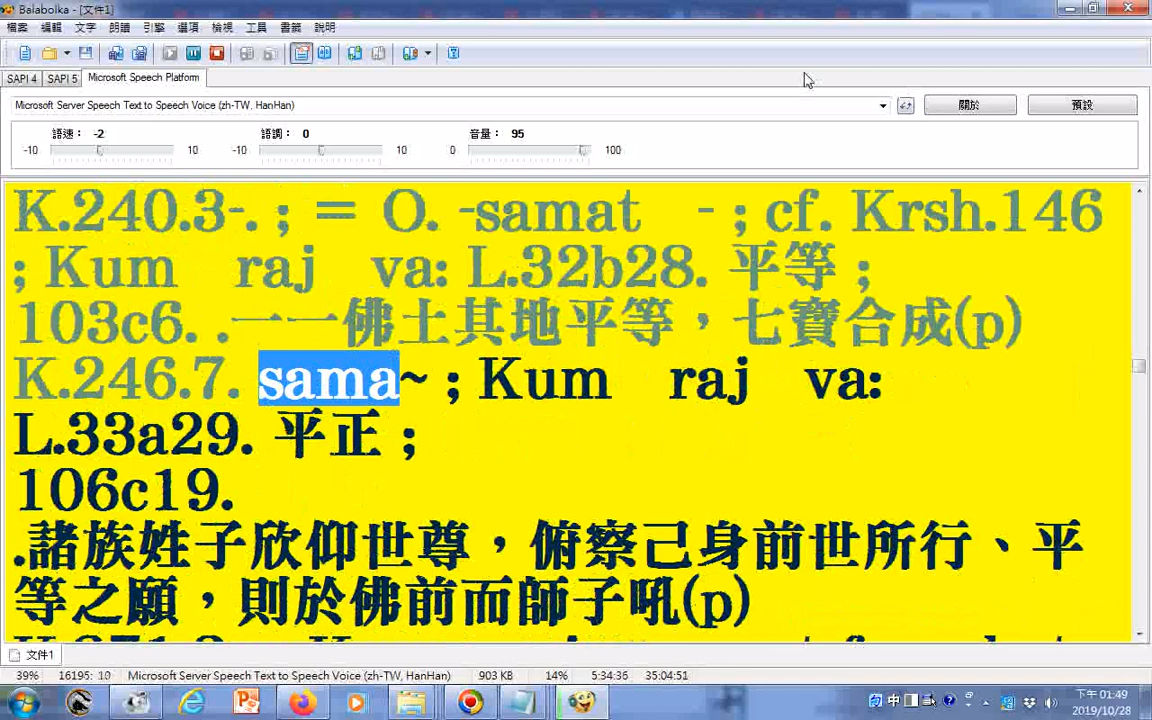 Balabolka - [文件1]
檔案 編輯 文字 朗讀 引擎 選項 檢視 工具 書籤 說明
SAPI 4 SAPI 5 Microsoft Speech Platform
Microsoft Server Speech Text to Speech Voice (zh-TW, HanHan) 關於 預設
語速： -2 語調： 0 音量： 95
-10 10 -10 10 0 100
K.240.3-. ; = O. -samat - ; cf. Krsh.146
; Kum raj va: L.32b28. 平等 ;
103c6. .一一佛土其地平等，七寶合成(p)
K.246.7. sama~ ; Kum raj va:
L.33a29. 平正 ;
106c19.
.諸族姓子欣仰世尊，俯察己身前世所行、平
等之願，則於佛前而師子吼(p)
文件1
39% 16195: 10 Microsoft Server Speech Text to Speech Voice (zh-TW, HanHan) 903 KB 14% 5:34:36 35:04:51
中
下午 01:49
2019/10/28